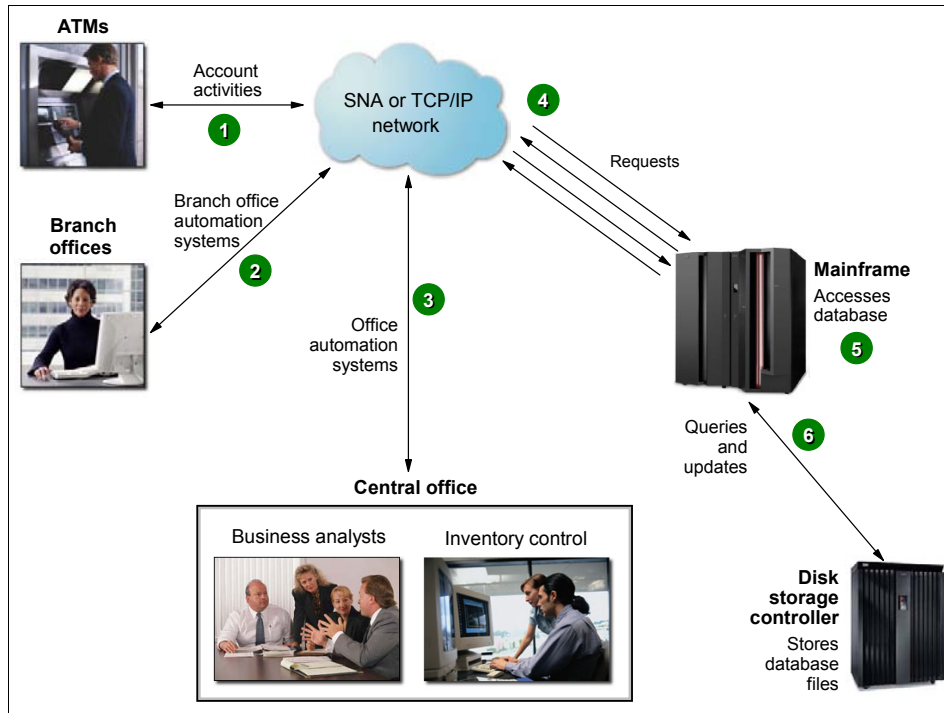 ATMs
Account
activities
1
SNA or TCP/IP
network
4
Requests
Branch office
automation
systems
2
Branch
offices
3
Office
automation
systems
Mainframe
Accesses
database
5
Queries
and
updates
6
Central office
Business analysts
Inventory control
Disk
storage
controller
Stores
database
files